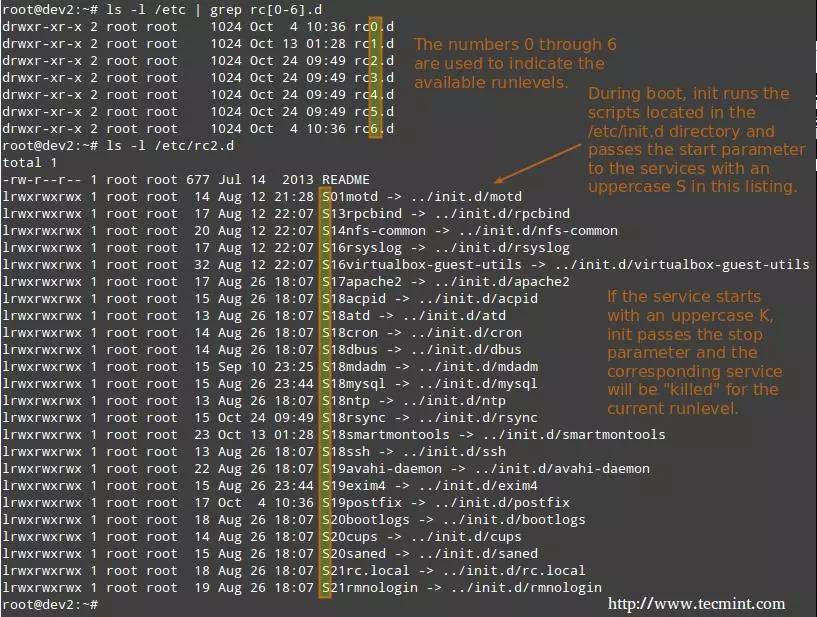 root@dev2:~# ls -l /etc | grep rc[0-6].d
drwxr-xr-x 2 root root    1024 Oct  4 10:36 rc0.d
drwxr-xr-x 2 root root    1024 Oct 13 01:28 rc1.d
drwxr-xr-x 2 root root    1024 Oct 24 09:49 rc2.d
drwxr-xr-x 2 root root    1024 Oct 24 09:49 rc3.d
drwxr-xr-x 2 root root    1024 Oct 24 09:49 rc4.d
drwxr-xr-x 2 root root    1024 Oct 24 09:49 rc5.d
drwxr-xr-x 2 root root    1024 Oct  4 10:36 rc6.d
The numbers 0 through 6
are used to indicate the
available runlevels.
During boot, init runs the
scripts located in the
/etc/init.d directory and
passes the start parameter
to the services with an
uppercase S in this listing.
root@dev2:~# ls -l /etc/rc2.d
total 1
-rw-r--r-- 1 root root 677 Jul 14  2013 README
lrwxrwxrwx 1 root root  14 Aug 12 21:28 S01motd -> ../init.d/motd
lrwxrwxrwx 1 root root  17 Aug 12 22:07 S13rpcbind -> ../init.d/rpcbind
lrwxrwxrwx 1 root root  20 Aug 12 22:07 S14nfs-common -> ../init.d/nfs-common
lrwxrwxrwx 1 root root  17 Aug 12 22:07 S16rsyslog -> ../init.d/rsyslog
lrwxrwxrwx 1 root root  32 Aug 12 22:07 S16virtualbox-guest-utils -> ../init.d/virtualbox-guest-utils
lrwxrwxrwx 1 root root  17 Aug 26 18:07 S17apache2 -> ../init.d/apache2
lrwxrwxrwx 1 root root  15 Aug 26 18:07 S18acpid -> ../init.d/acpid
lrwxrwxrwx 1 root root  13 Aug 26 18:07 S18atd -> ../init.d/atd
lrwxrwxrwx 1 root root  14 Aug 26 18:07 S18cron -> ../init.d/cron
lrwxrwxrwx 1 root root  14 Aug 26 18:07 S18dbus -> ../init.d/dbus
lrwxrwxrwx 1 root root  15 Sep 10 23:25 S18mdadm -> ../init.d/mdadm
lrwxrwxrwx 1 root root  15 Aug 26 23:44 S18mysql -> ../init.d/mysql
lrwxrwxrwx 1 root root  13 Aug 26 18:07 S18ntp -> ../init.d/ntp
lrwxrwxrwx 1 root root  15 Oct 24 09:49 S18rsync -> ../init.d/rsync
lrwxrwxrwx 1 root root  23 Oct 13 01:28 S18smartmontools -> ../init.d/smartmontools
lrwxrwxrwx 1 root root  13 Aug 26 18:07 S18ssh -> ../init.d/ssh
lrwxrwxrwx 1 root root  22 Aug 26 18:07 S19avahi-daemon -> ../init.d/avahi-daemon
lrwxrwxrwx 1 root root  15 Aug 26 23:44 S19exim4 -> ../init.d/exim4
lrwxrwxrwx 1 root root  17 Oct  4 10:36 S19postfix -> ../init.d/postfix
lrwxrwxrwx 1 root root  18 Aug 26 18:07 S20bootlogs -> ../init.d/bootlogs
lrwxrwxrwx 1 root root  14 Aug 26 18:07 S20cups -> ../init.d/cups
lrwxrwxrwx 1 root root  15 Aug 26 18:07 S20saned -> ../init.d/saned
lrwxrwxrwx 1 root root  18 Aug 26 18:07 S21rc.local -> ../init.d/rc.local
lrwxrwxrwx 1 root root  19 Aug 26 18:07 S21rmnologin -> ../init.d/rmnologin
If the service starts
with an uppercase K,
init passes the stop
parameter and the
corresponding service
will be "killed" for the
current runlevel.
root@dev2:~#
http://www.tecmint.com